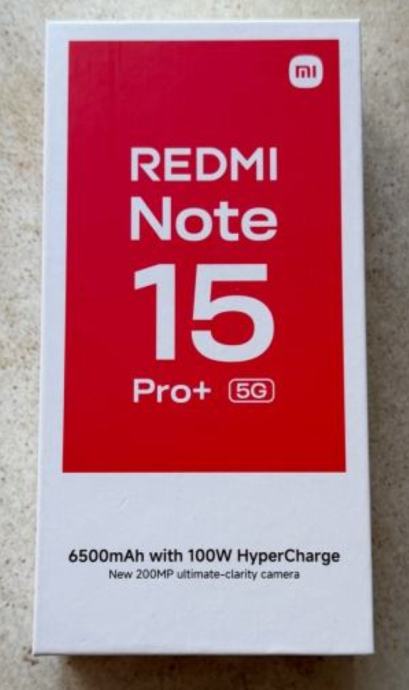 mi
REDMI
Note
15
Pro+ 5G
6500mAh with 100W HyperCharge
New 200MP ultimate-clarity camera